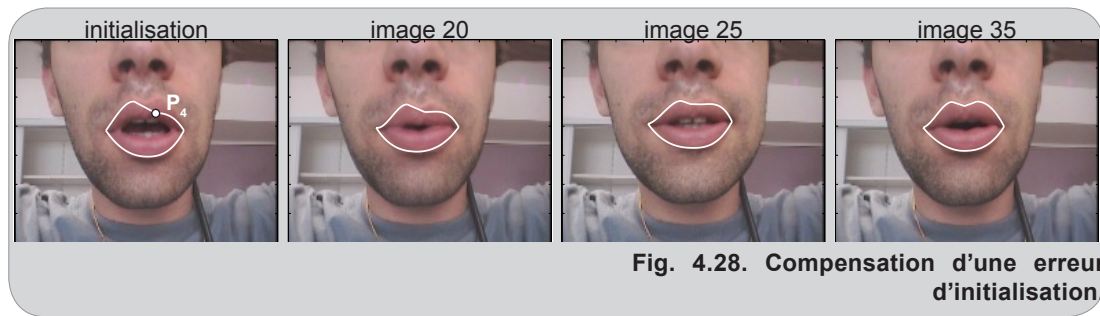 initialisation
image 20
image 25
image 35
P4
Fig. 4.28. Compensation d'une erreur
d'initialisation.